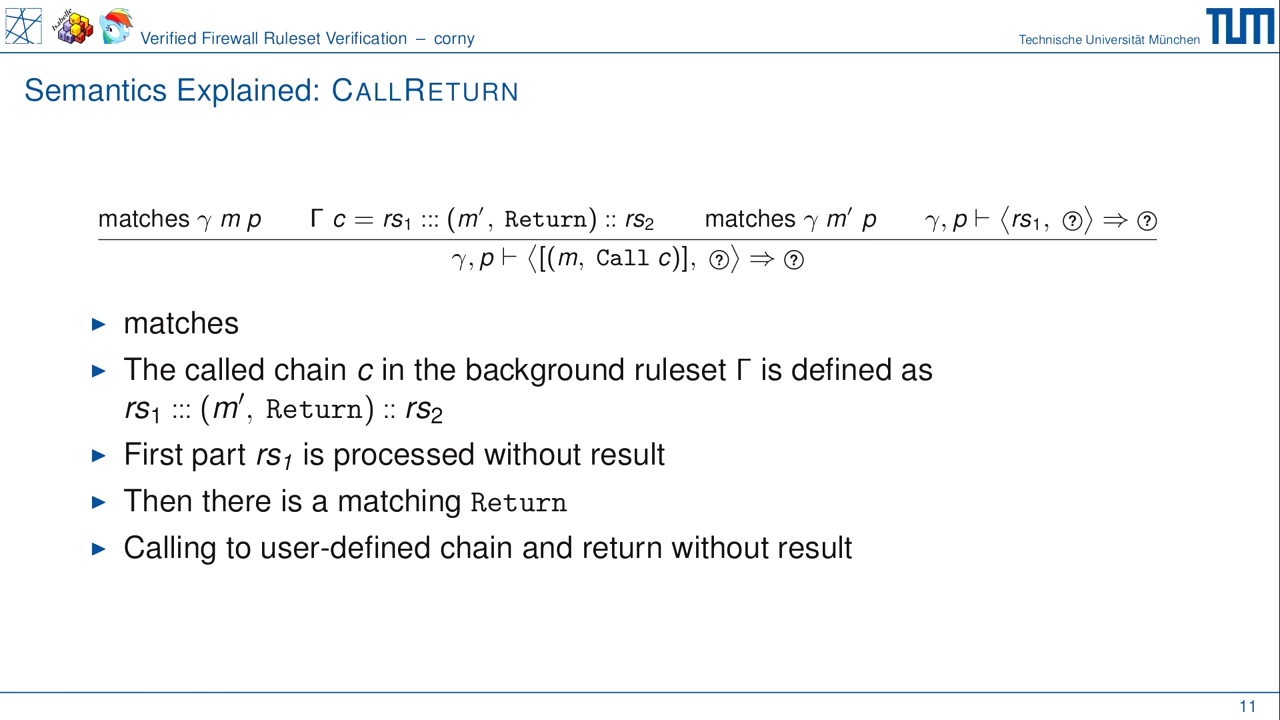 Isabelle
Verified Firewall Ruleset Verification – corny
Technische Universität München
TUM
Semantics Explained: CALLRETURN
matches γ m p Γ c = rs₁ ::: (m′, Return) :: rs₂ matches γ m′ p γ, p ⊢ ⟨rs₁, ?⟩ ⇒ ?
γ, p ⊢ ⟨[(m, Call c)], ?⟩ ⇒ ?
▶ matches
▶ The called chain c in the background ruleset Γ is defined as
rs₁ ::: (m′, Return) :: rs₂
▶ First part rs₁ is processed without result
▶ Then there is a matching Return
▶ Calling to user-defined chain and return without result
11